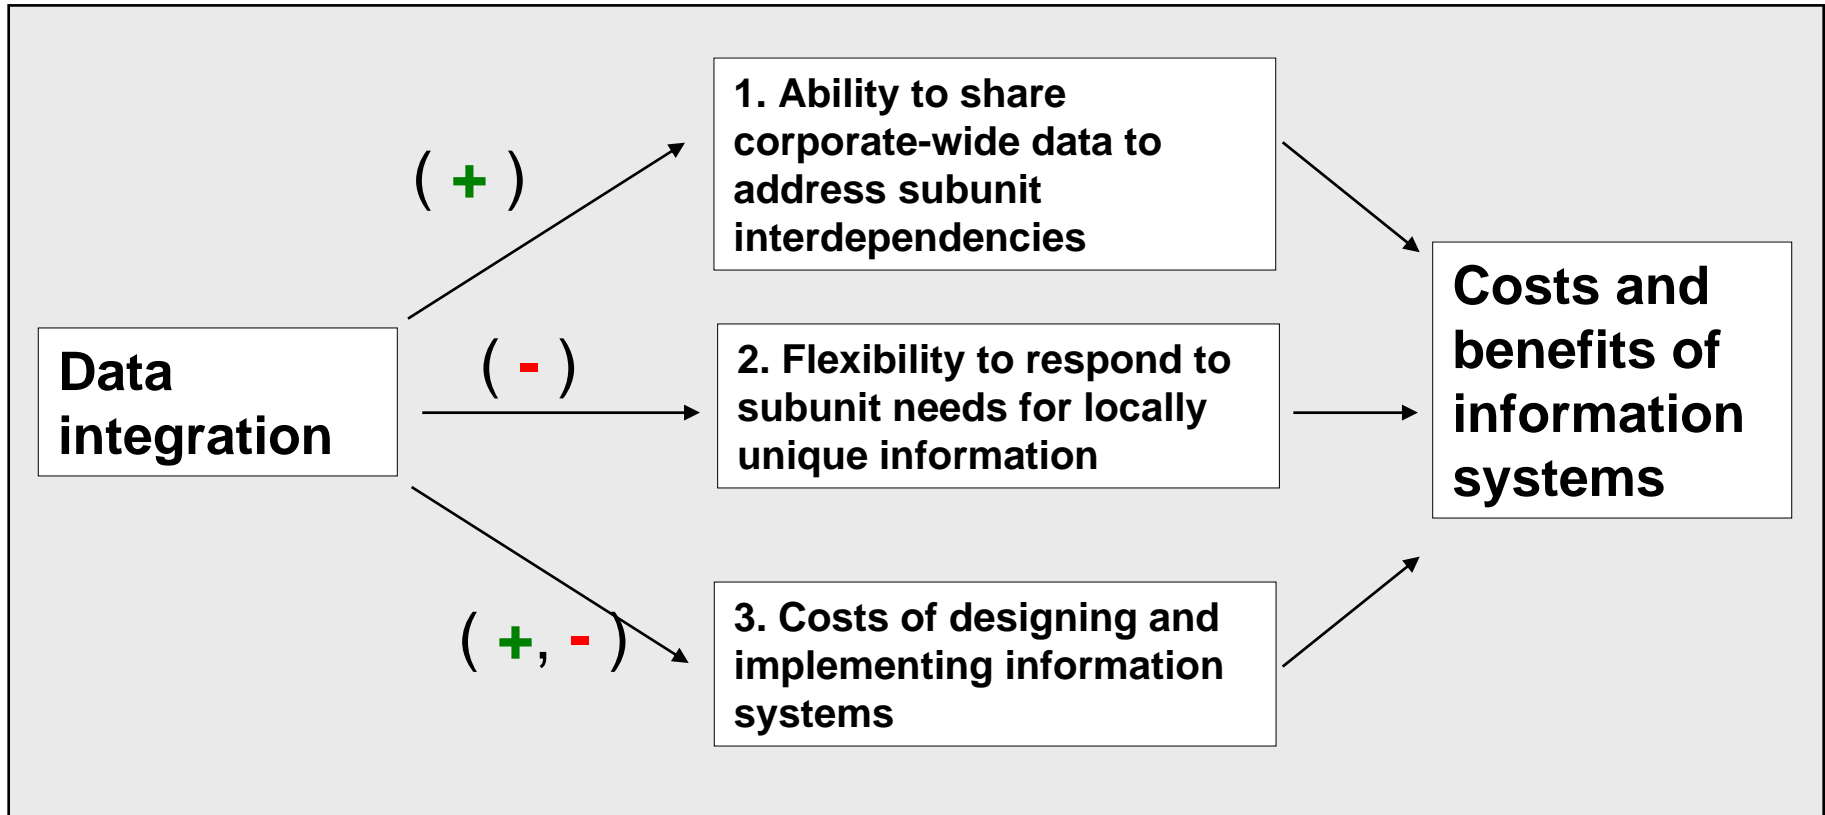 1. Ability to share
corporate-wide data to
address subunit
interdependencies
( + )
Data
integration
( - )
2. Flexibility to respond to
subunit needs for locally
unique information
Costs and
benefits of
information
systems
( +, - )
3. Costs of designing and
implementing information
systems